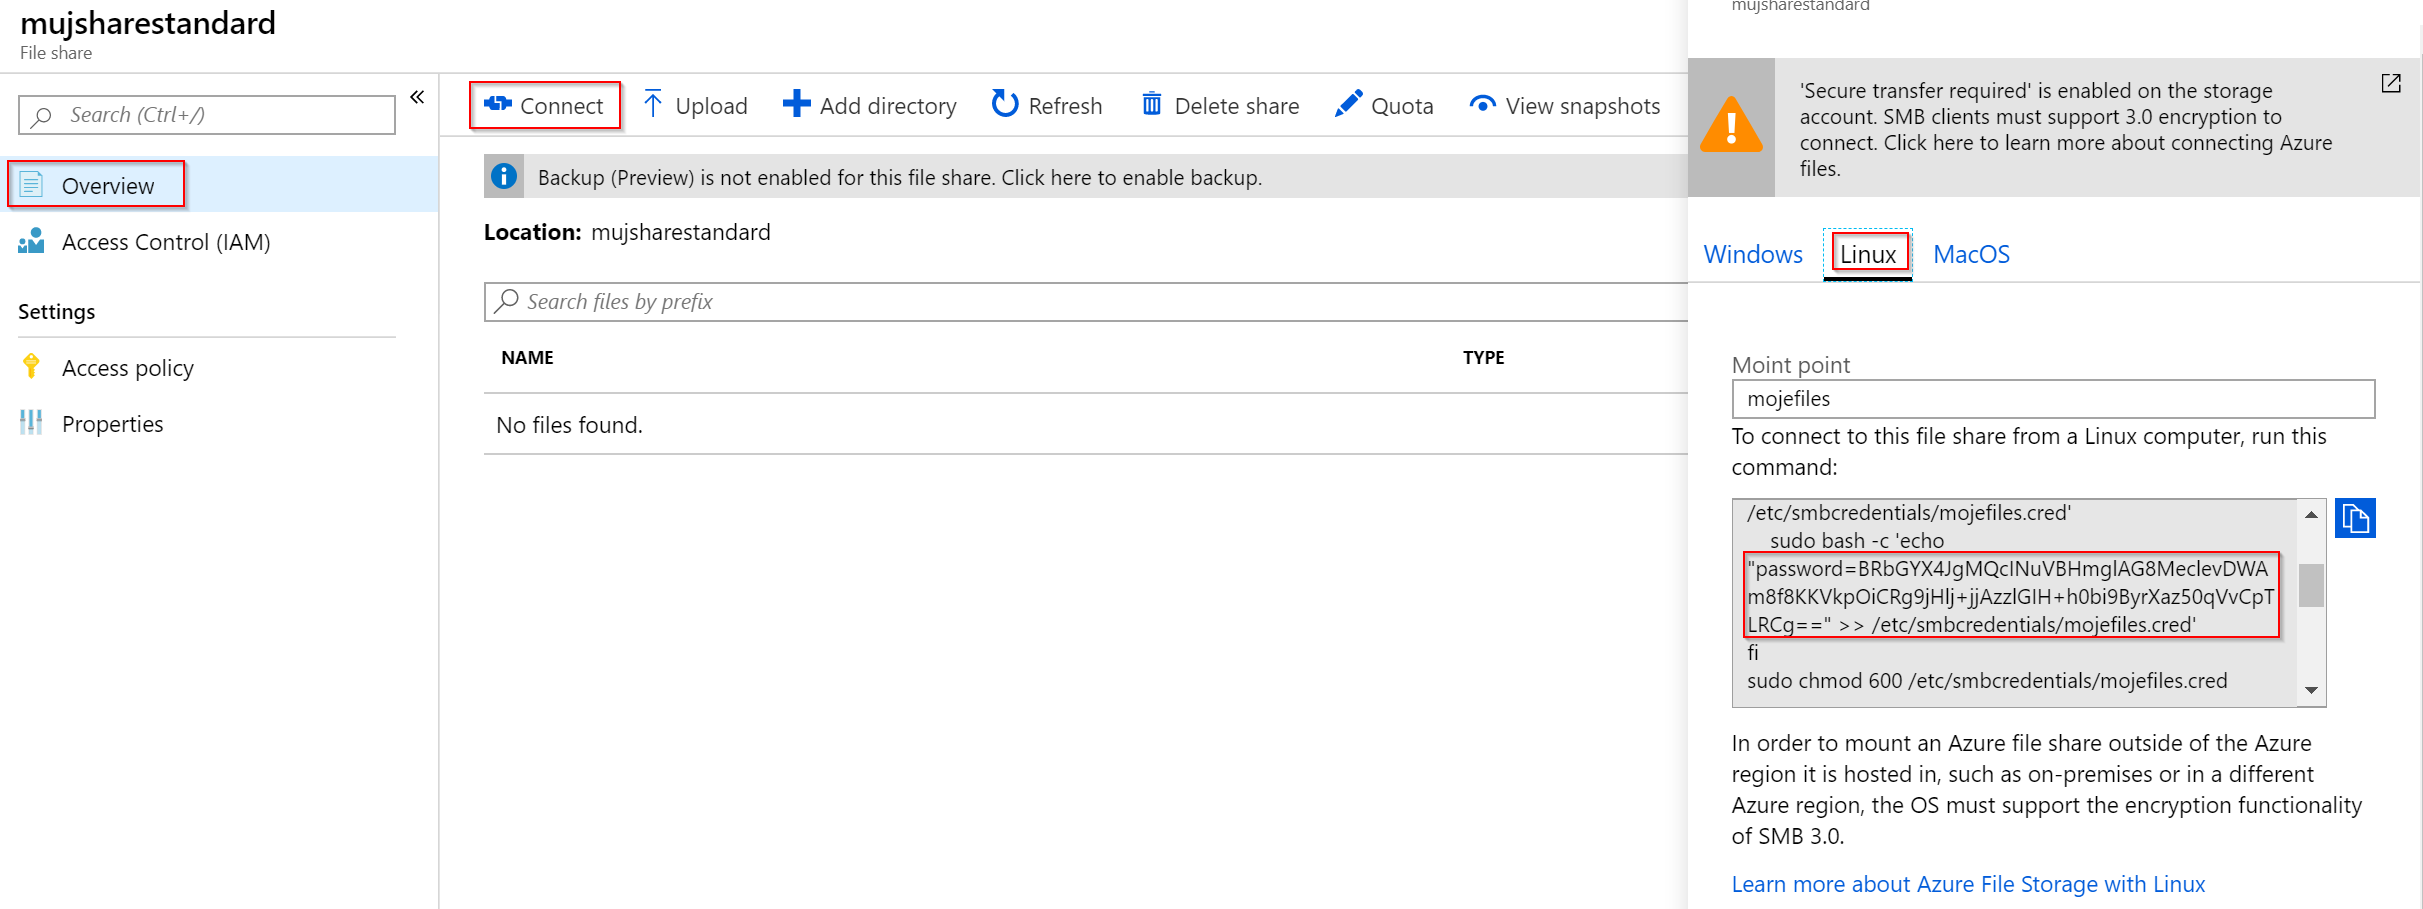 mujsharestandard
File share
Search (Ctrl+/)
Overview
Access Control (IAM)
Settings
Access policy
Properties
Connect
Upload
Add directory
Refresh
Delete share
Quota
View snapshots
Backup (Preview) is not enabled for this file share. Click here to enable backup.
Location: mujsharestandard
Search files by prefix
NAME
TYPE
No files found.
mujsharestandard
'Secure transfer required' is enabled on the storage
account. SMB clients must support 3.0 encryption to
connect. Click here to learn more about connecting Azure
files.
Windows
Linux
MacOS
Moint point
mojefiles
To connect to this file share from a Linux computer, run this
command:
/etc/smbcredentials/mojefiles.cred'
sudo bash -c 'echo
"password=BRbGYX4JgMQcINuVBHmglAG8MeclevDWA
m8f8KKVkpOiCRg9jHlj+jjAzzlGIH+h0bi9ByrXaz50qVvCpT
LRCg==" >> /etc/smbcredentials/mojefiles.cred'
fi
sudo chmod 600 /etc/smbcredentials/mojefiles.cred
In order to mount an Azure file share outside of the Azure
region it is hosted in, such as on-premises or in a different
Azure region, the OS must support the encryption functionality
of SMB 3.0.
Learn more about Azure File Storage with Linux